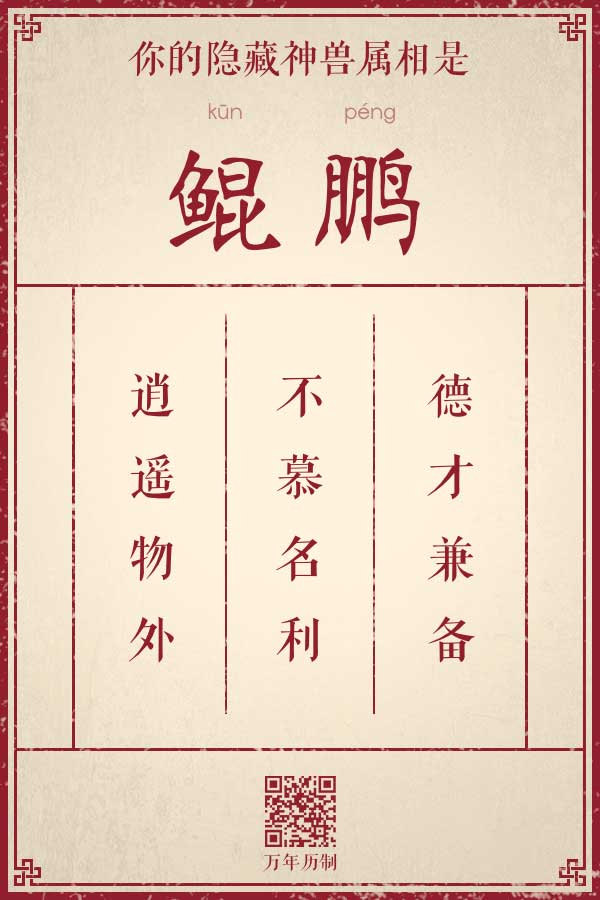 你的隐藏神兽属相是
kūn péng
鲲鹏
德才兼备
不慕名利
逍遥物外
万年历制